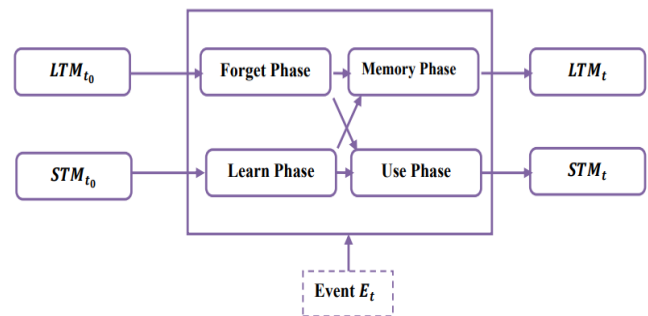 LTM_{t_0}
Forget Phase
Memory Phase
LTM_t
STM_{t_0}
Learn Phase
Use Phase
STM_t
Event E_t